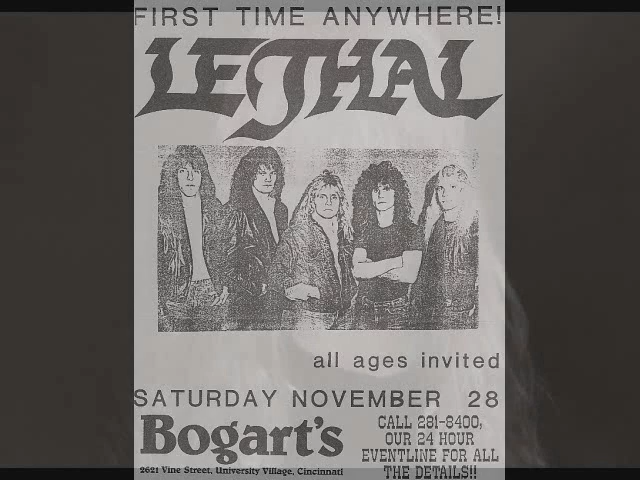 FIRST TIME ANYWHERE!
LETHAL
all ages invited
SATURDAY NOVEMBER 28
Bogart's
2621 Vine Street, University Village, Cincinnati
CALL 281-8400,
OUR 24 HOUR
EVENTLINE FOR ALL
THE DETAILS!!